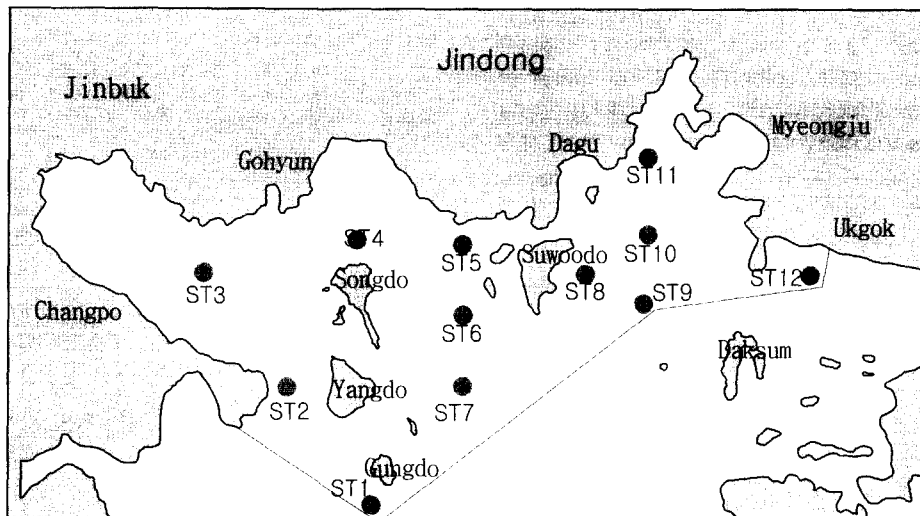 Jindong
Jinbuk
Myeongju
Dagu
Gohyun
ST11
Ukgok
ST4
ST5
Suwoodo
ST10
ST3
Songdo
ST8
ST12
ST9
Changpo
ST6
Daksum
ST2
Yangdo
ST7
Gungdo
ST1